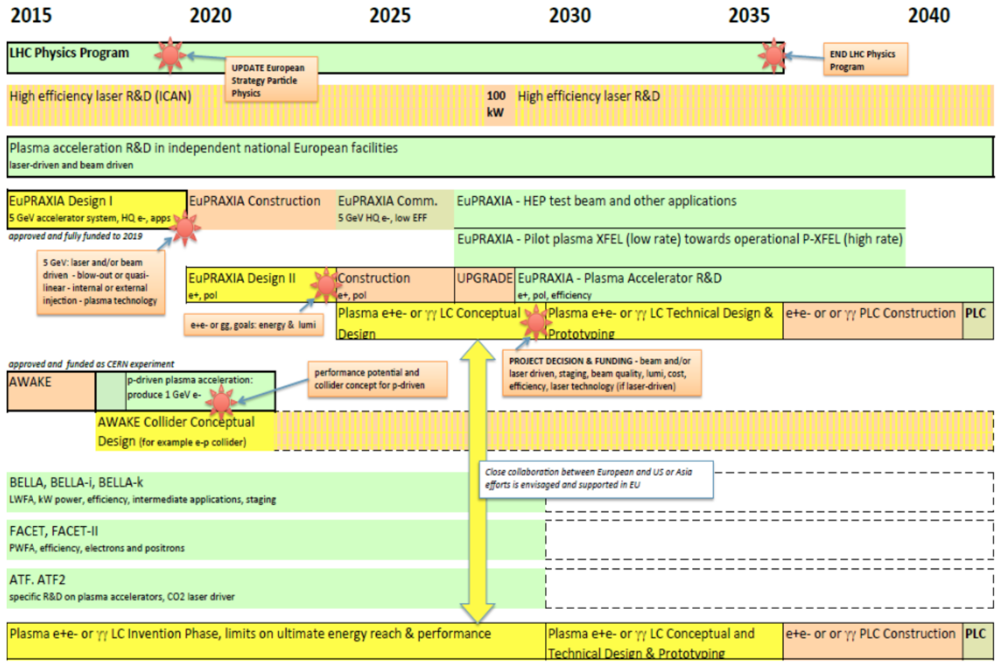 2015 2020 2025 2030 2035 2040
LHC Physics Program
UPDATE European
Strategy Particle
Physics
END LHC Physics
Program
High efficiency laser R&D (ICAN)
100
kW
High efficiency laser R&D
Plasma acceleration R&D in independent national European facilities
laser-driven and beam driven
EuPRAXIA Design I
5 GeV accelerator system, HQ e-, apps
approved and fully funded to 2019
EuPRAXIA Construction
EuPRAXIA Comm.
5 GeV HQ e-, low EFF
EuPRAXIA - HEP test beam and other applications
EuPRAXIA - Pilot plasma XFEL (low rate) towards operational P-XFEL (high rate)
5 GeV: laser and/or beam
driven - blow-out or quasi-
linear - internal or external
injection - plasma technology
EuPRAXIA Design II
e+, pol
Construction
e+, pol
UPGRADE
EuPRAXIA - Plasma Accelerator R&D
e+, pol, efficiency
e+e- or gg, goals: energy & lumi
Plasma e+e- or γγ LC Conceptual
Design
Plasma e+e- or γγ LC Technical Design &
Prototyping
e+e- or or γγ PLC Construction
PLC
PROJECT DECISION & FUNDING - beam and/or
laser driven, staging, beam quality, lumi, cost,
efficiency, laser technology (if laser-driven)
approved and funded as CERN experiment
AWAKE
p-driven plasma acceleration:
produce 1 GeV e-
performance potential and
collider concept for p-driven
AWAKE Collider Conceptual
Design (for example e-p collider)
Close collaboration between European and US or Asia
efforts is envisaged and supported in EU
BELLA, BELLA-i, BELLA-k
LWFA, kW power, efficiency, intermediate applications, staging
FACET, FACET-II
PWFA, efficiency, electrons and positrons
ATF. ATF2
specific R&D on plasma accelerators, CO2 laser driver
Plasma e+e- or γγ LC Invention Phase, limits on ultimate energy reach & performance
Plasma e+e- or γγ LC Conceptual and
Technical Design & Prototyping
e+e- or or γγ PLC Construction
PLC